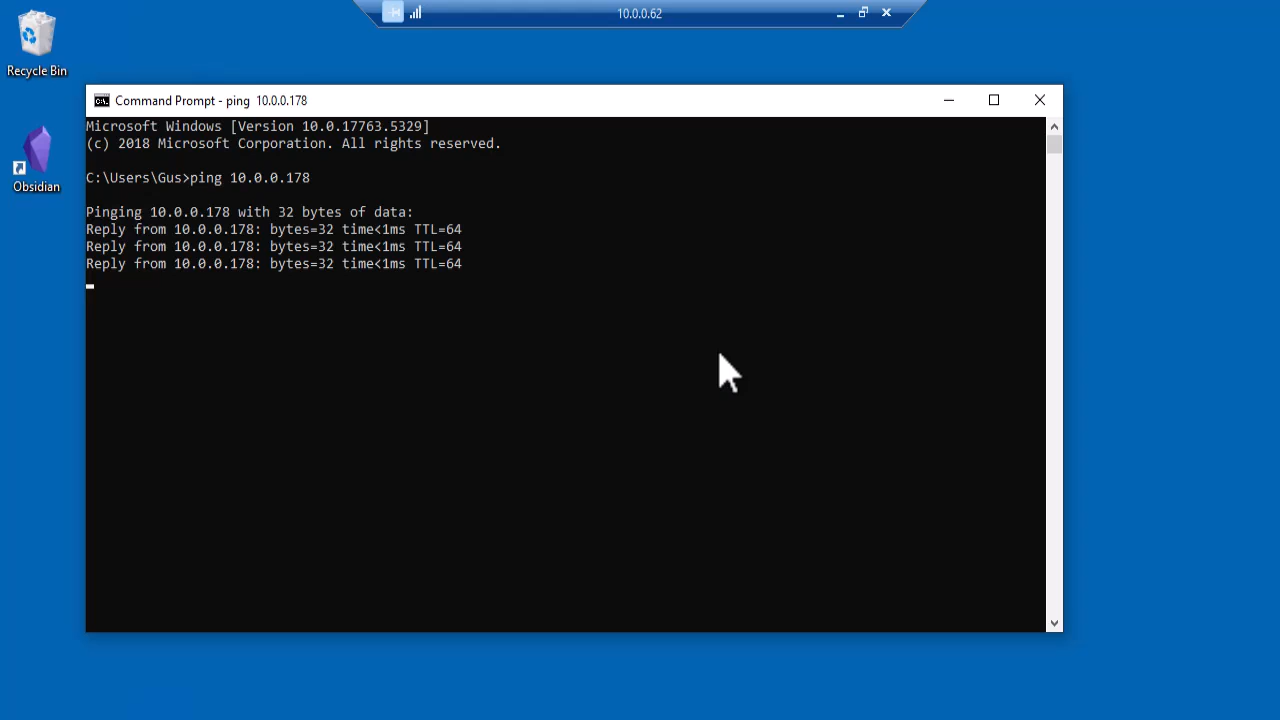 10.0.0.62
Recycle Bin
Obsidian
Command Prompt - ping  10.0.0.178
Microsoft Windows [Version 10.0.17763.5329]
(c) 2018 Microsoft Corporation. All rights reserved.
C:\Users\Gus>ping 10.0.0.178
Pinging 10.0.0.178 with 32 bytes of data:
Reply from 10.0.0.178: bytes=32 time<1ms TTL=64
Reply from 10.0.0.178: bytes=32 time<1ms TTL=64
Reply from 10.0.0.178: bytes=32 time<1ms TTL=64